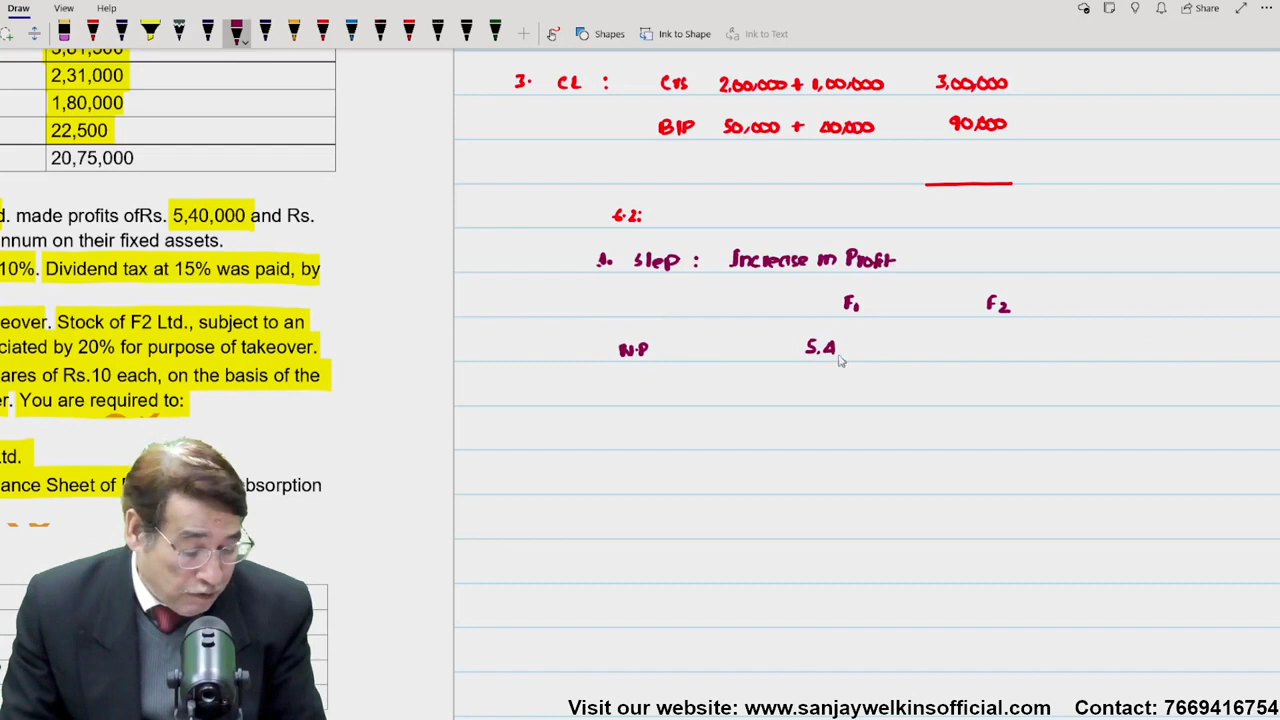 Draw View Help
Share
Shapes Ink to Shape Ink to Text
2,31,000
1,80,000
22,500
20,75,000
d. made profits ofRs. 5,40,000 and Rs.
nnum on their fixed assets.
10%. Dividend tax at 15% was paid, by
eover. Stock of F2 Ltd., subject to an
ciated by 20% for purpose of takeover.
ares of Rs.10 each, on the basis of the
er. You are required to:
Ltd.
ance Sheet of bsorption
3. CL : Crs 2,00,000 + 1,00,000 3,00,000
BIP 50,000 + 40,000 90,000
6.2:
1. Step : Increase in Profit
F1 F2
N.P 5.4
Visit our website: www.sanjaywelkinsofficial.com Contact: 7669416754